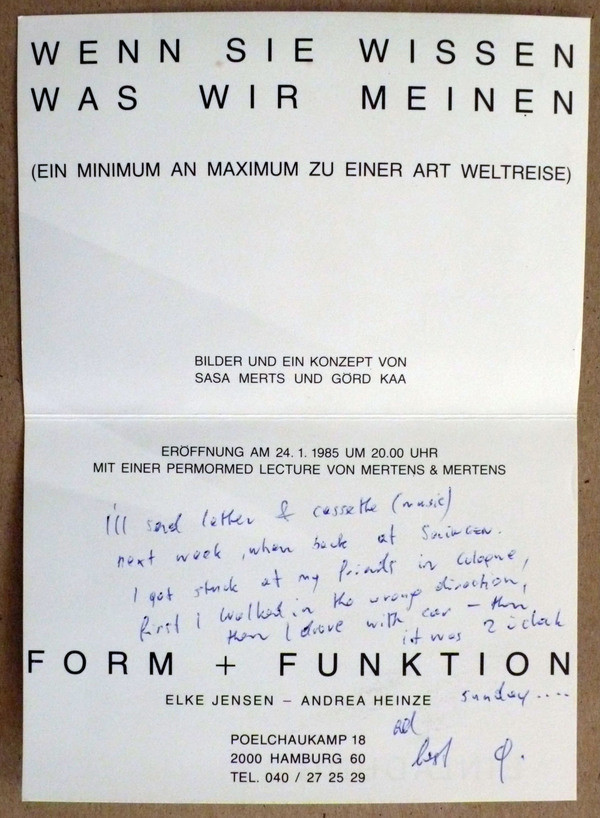 WENN SIE WISSEN
WAS WIR MEINEN
(EIN MINIMUM AN MAXIMUM ZU EINER ART WELTREISE)
BILDER UND EIN KONZEPT VON
SASA MERTS UND GÖRD KAA
ERÖFFNUNG AM 24. 1. 1985 UM 20.00 UHR
MIT EINER PERMORMED LECTURE VON MERTENS & MERTENS
I'll send letter & cassette (music)
next week, when back at
I got stuck at my friends in cologne,
first I walked in the wrong direction,
then I drove with car – then
it was 2 o'clock
FORM + FUNKTION
sunday....
ELKE JENSEN – ANDREA HEINZE
POELCHAUKAMP 18
2000 HAMBURG 60
TEL. 040 / 27 25 29
best